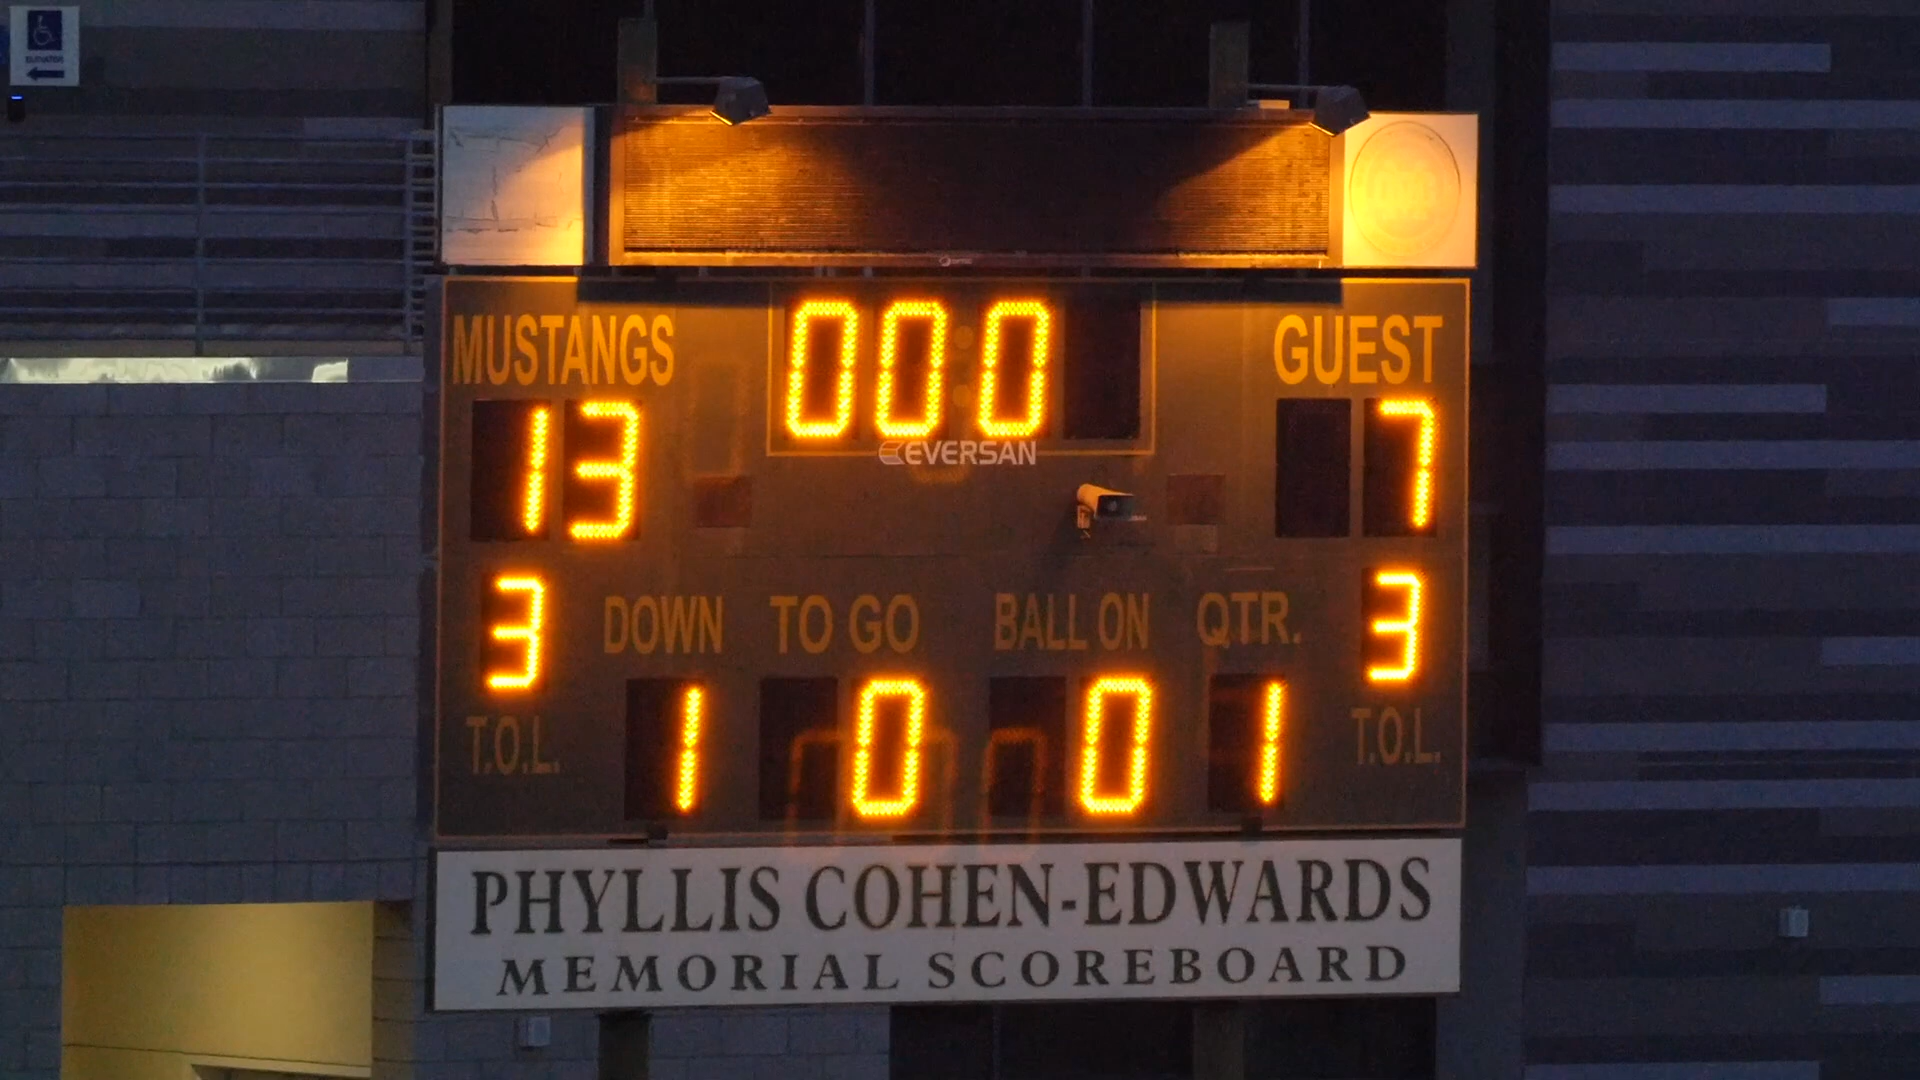 ELEVATOR
MUSTANGS 000 GUEST
EVERSAN
13 7
3 DOWN TO GO BALL ON QTR. 3
1 0 0 1
T.O.L. T.O.L.
PHYLLIS COHEN-EDWARDS
MEMORIAL SCOREBOARD